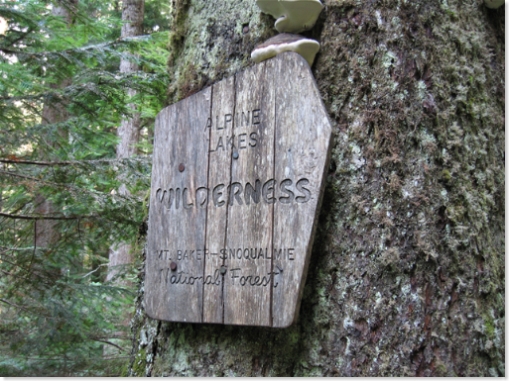 ALPINE
LAKES
WILDERNESS
MT. BAKER-SNOQUALMIE
National Forest